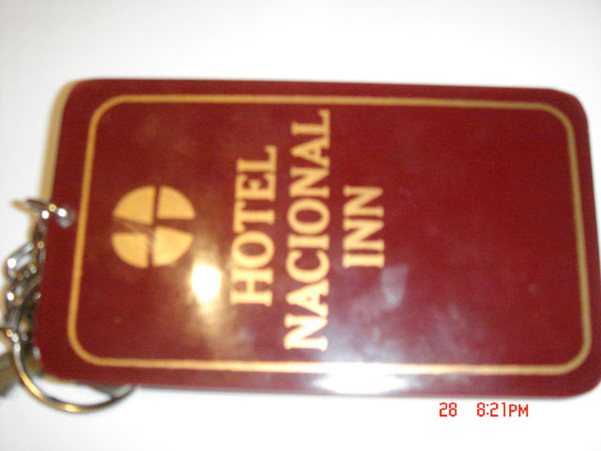 HOTEL
NACIONAL
INN
28 8:21PM